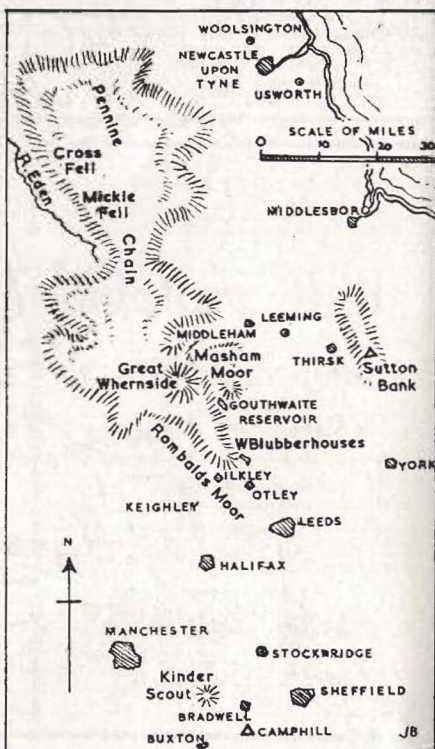 WOOLSINGTON
NEWCASTLE
UPON
TYNE
USWORTH
SCALE OF MILES
0 10 20 30
Pennine
Cross
Fell
R. Eden
Mickle
Fell
Chain
MIDDLESBORO
LEEMING
MIDDLEHAM
Masham
Moor
THIRSK
Sutton
Bank
Great
Whernside
GOUTHWAITE
RESERVOIR
WBlubberhouses
Rombalds Moor
ILKLEY
YORK
OTLEY
KEIGHLEY
LEEDS
N
HALIFAX
MANCHESTER
STOCKBRIDGE
Kinder
Scout
SHEFFIELD
BRADWELL
CAMPHILL
BUXTON
JB